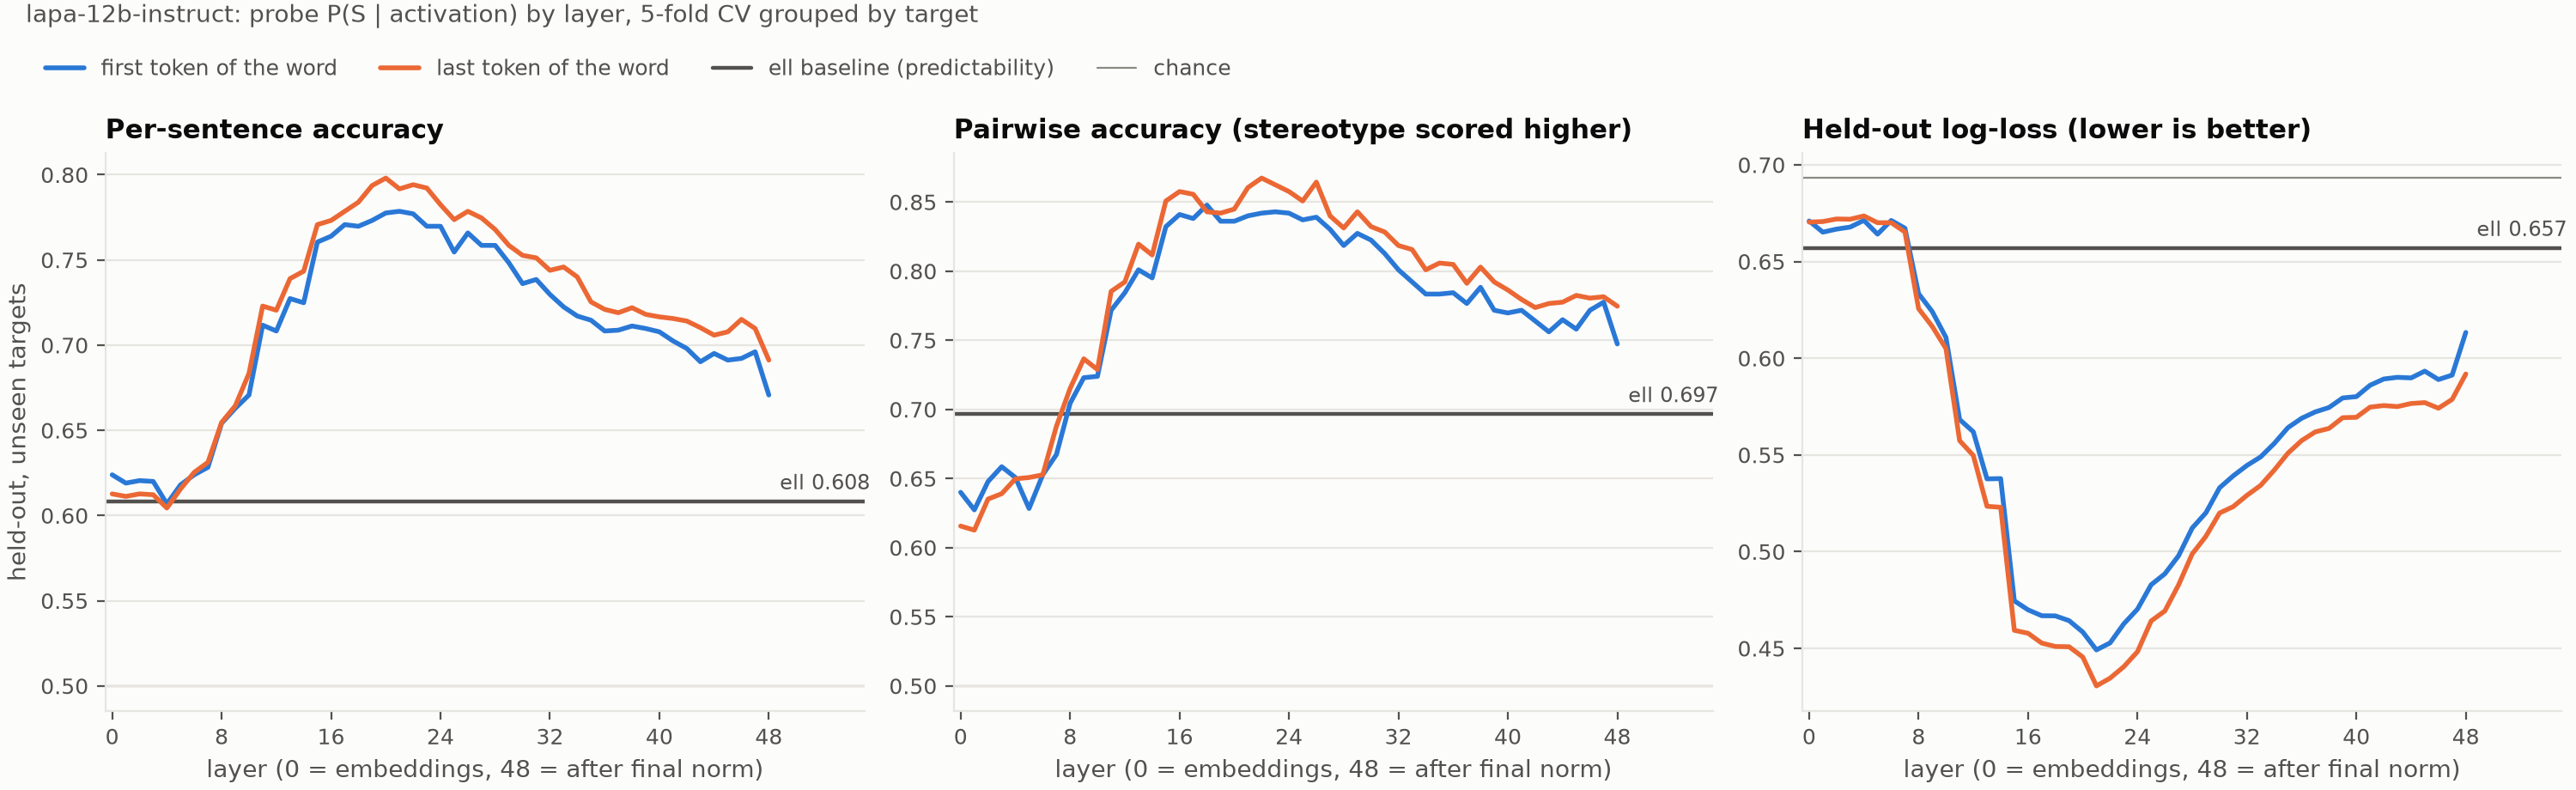 lapa-12b-instruct: probe P(S | activation) by layer, 5-fold CV grouped by target
first token of the word
last token of the word
ell baseline (predictability)
chance
Per-sentence accuracy
held-out, unseen targets
0.80
0.75
0.70
0.65
0.60
0.55
0.50
ell 0.608
0 8 16 24 32 40 48
layer (0 = embeddings, 48 = after final norm)
Pairwise accuracy (stereotype scored higher)
0.85
0.80
0.75
0.70
0.65
0.60
0.55
0.50
ell 0.697
0 8 16 24 32 40 48
layer (0 = embeddings, 48 = after final norm)
Held-out log-loss (lower is better)
0.70
0.65
0.60
0.55
0.50
0.45
ell 0.657
0 8 16 24 32 40 48
layer (0 = embeddings, 48 = after final norm)